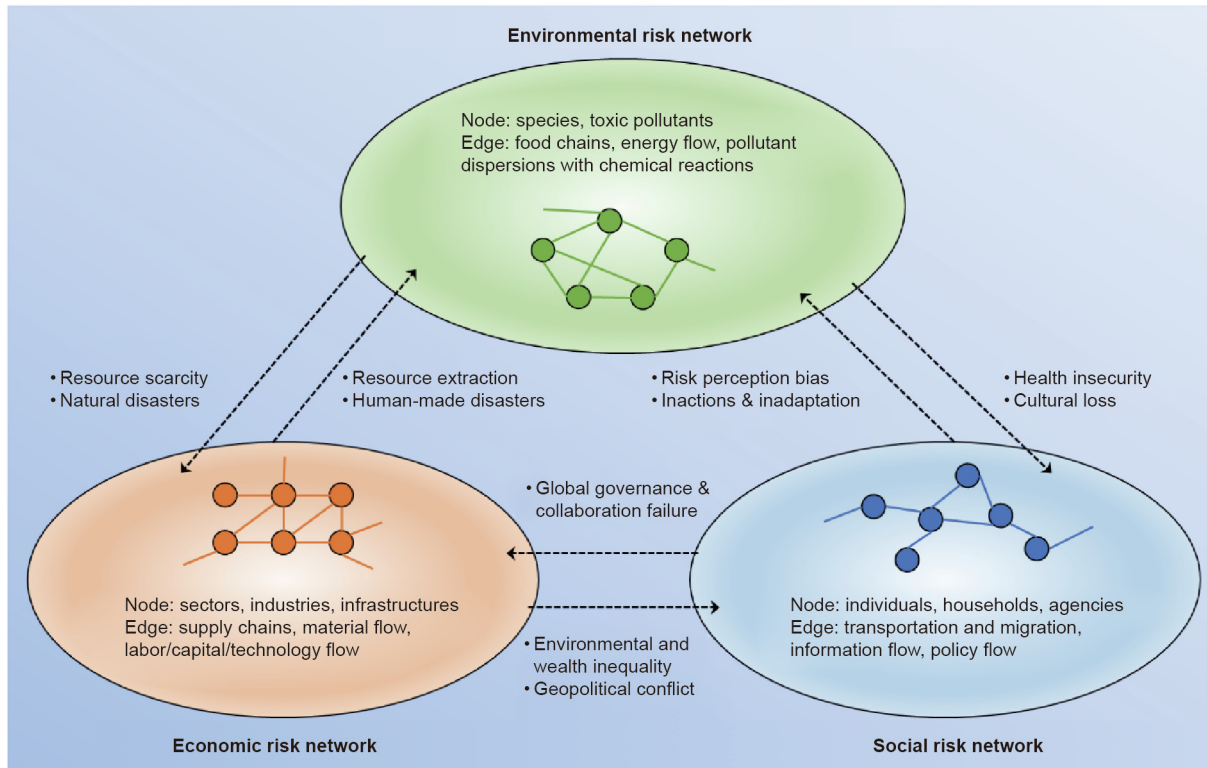 Environmental risk network
Node: species, toxic pollutants
Edge: food chains, energy flow, pollutant
dispersions with chemical reactions
• Resource scarcity
• Natural disasters
• Resource extraction
• Human-made disasters
• Risk perception bias
• Inactions & inadaptation
• Health insecurity
• Cultural loss
• Global governance &
collaboration failure
Node: sectors, industries, infrastructures
Edge: supply chains, material flow,
labor/capital/technology flow
Node: individuals, households, agencies
Edge: transportation and migration,
information flow, policy flow
• Environmental and
wealth inequality
• Geopolitical conflict
Economic risk network
Social risk network